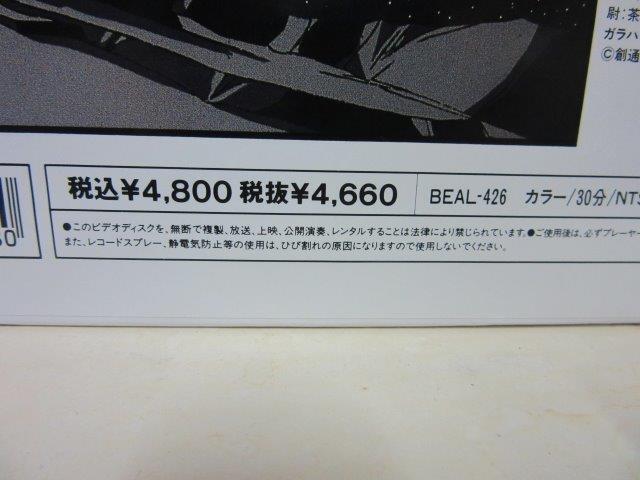 尉:茶
ガラハ
©創通
0
税込¥4,800 税抜¥4,660 BEAL-426 カラー/30分/NTS
●このビデオディスクを、無断で複製、放送、上映、公開演奏、レンタルすることは法律により禁じられています。●ご使用後は、必ずプレーヤー
また、レコードスプレー、静電気防止等の使用は、ひび割れの原因になりますので使用しないでください。